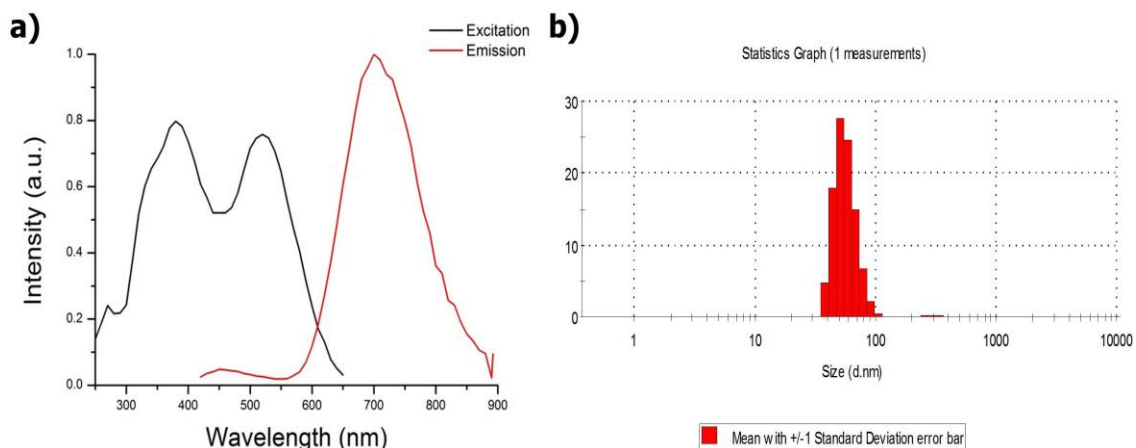 a)
Excitation
Emission
1.0
0.8
0.6
0.4
0.2
0.0
Intensity (a.u.)
300 400 500 600 700 800 900
Wavelength (nm)
b)
Statistics Graph (1 measurements)
30
20
10
0
1 10 100 1000 10000
Size (d.nm)
Mean with +/-1 Standard Deviation error bar